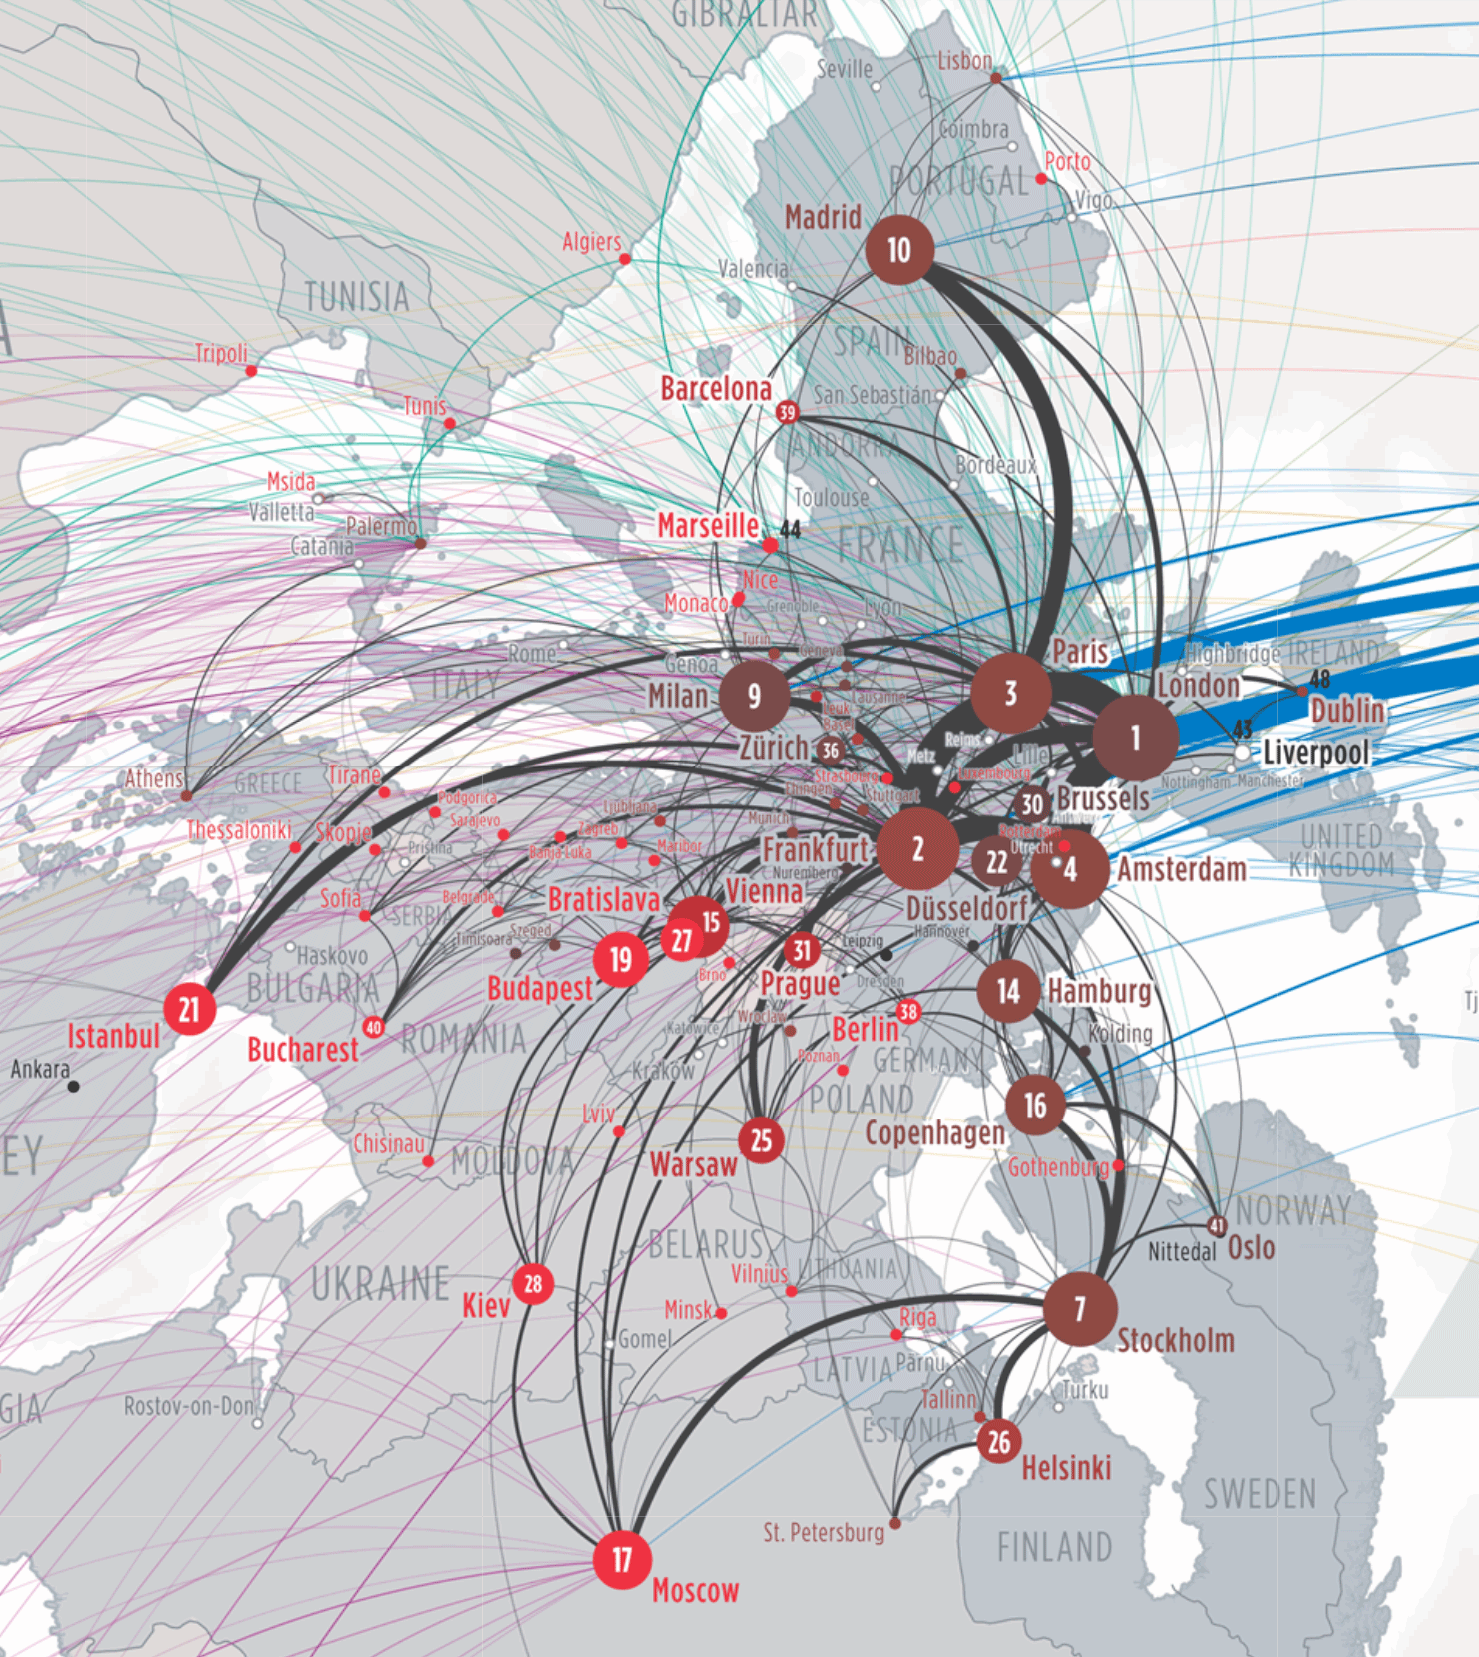 GIBRALTAR
Lisbon
Seville
Coimbra
Porto
PORTUGAL
Vigo
Madrid
10
Algiers
Valencia
TUNISIA
SPAIN
Bilbao
Tripoli
Barcelona
39
San Sebastián
Tunis
ANDORRA
Bordeaux
Toulouse
Msida
Valletta
Palermo
Catania
Marseille
44
FRANCE
Nice
Monaco
Grenoble
Lyon
Turin
Rome
Genoa
Geneva
Paris
Highbridge
IRELAND
ITALY
Milan
9
3
London
48
Lausanne
Leuk
Dublin
Basel
1
43
Zürich
36
Reims
Metz
Lille
Liverpool
Athens
GREECE
Tirane
Strasbourg
Luxembourg
Nottingham
Manchester
Podgorica
Ehningen
Stuttgart
30
Brussels
Sarajevo
Ljubljana
Munich
Thessaloniki
Skopje
Zagreb
Rotterdam
UNITED
KINGDOM
Pristina
Banja Luka
Maribor
Frankfurt
2
22
Utrecht
4
Amsterdam
Nuremberg
Sofia
Belgrade
Bratislava
Vienna
SERBIA
Düsseldorf
15
Timisoara
Szeged
27
31
Leipzig
Hannover
Haskovo
19
BULGARIA
Budapest
Brno
Prague
Dresden
14
Hamburg
21
Istanbul
40
Bucharest
ROMANIA
Katowice
Wroclaw
Berlin
38
Kolding
Ankara
Kraków
Poznan
GERMANY
POLAND
EY
Lviv
16
Copenhagen
Chisinau
MOLDOVA
25
Warsaw
Gothenburg
NORWAY
41
Nittedal
Oslo
BELARUS
Vilnius
LITHUANIA
UKRAINE
28
Kiev
Minsk
7
Riga
Stockholm
Gomel
LATVIA
Pärnu
GIA
Rostov-on-Don
Tallinn
Turku
ESTONIA
26
Helsinki
SWEDEN
St. Petersburg
FINLAND
17
Moscow
Tj